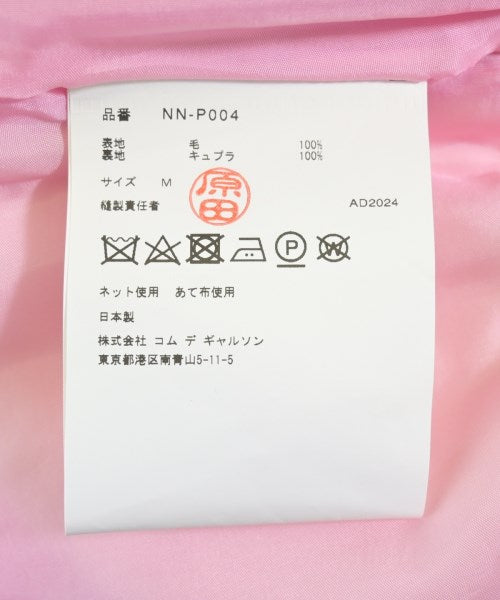 品番 NN-P004
表地 毛 100%
裏地 キュプラ 100%
サイズ M
原田
縫製責任者 AD2024
P
W
ネット使用 あて布使用
日本製
株式会社 コム デ ギャルソン
東京都港区南青山5-11-5